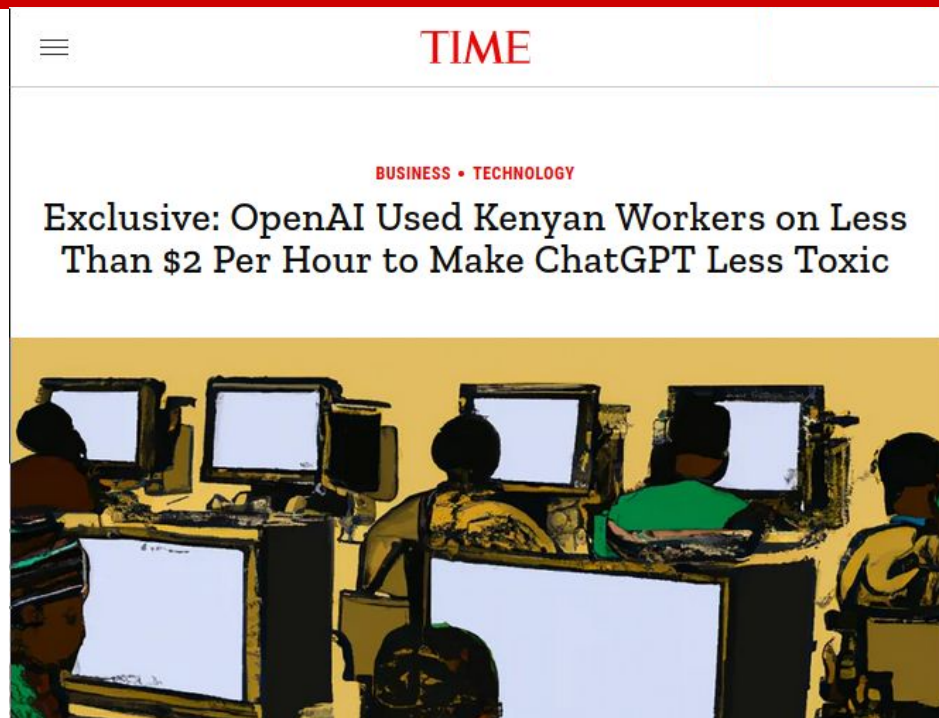 TIME
BUSINESS • TECHNOLOGY
Exclusive: OpenAI Used Kenyan Workers on Less
Than $2 Per Hour to Make ChatGPT Less Toxic